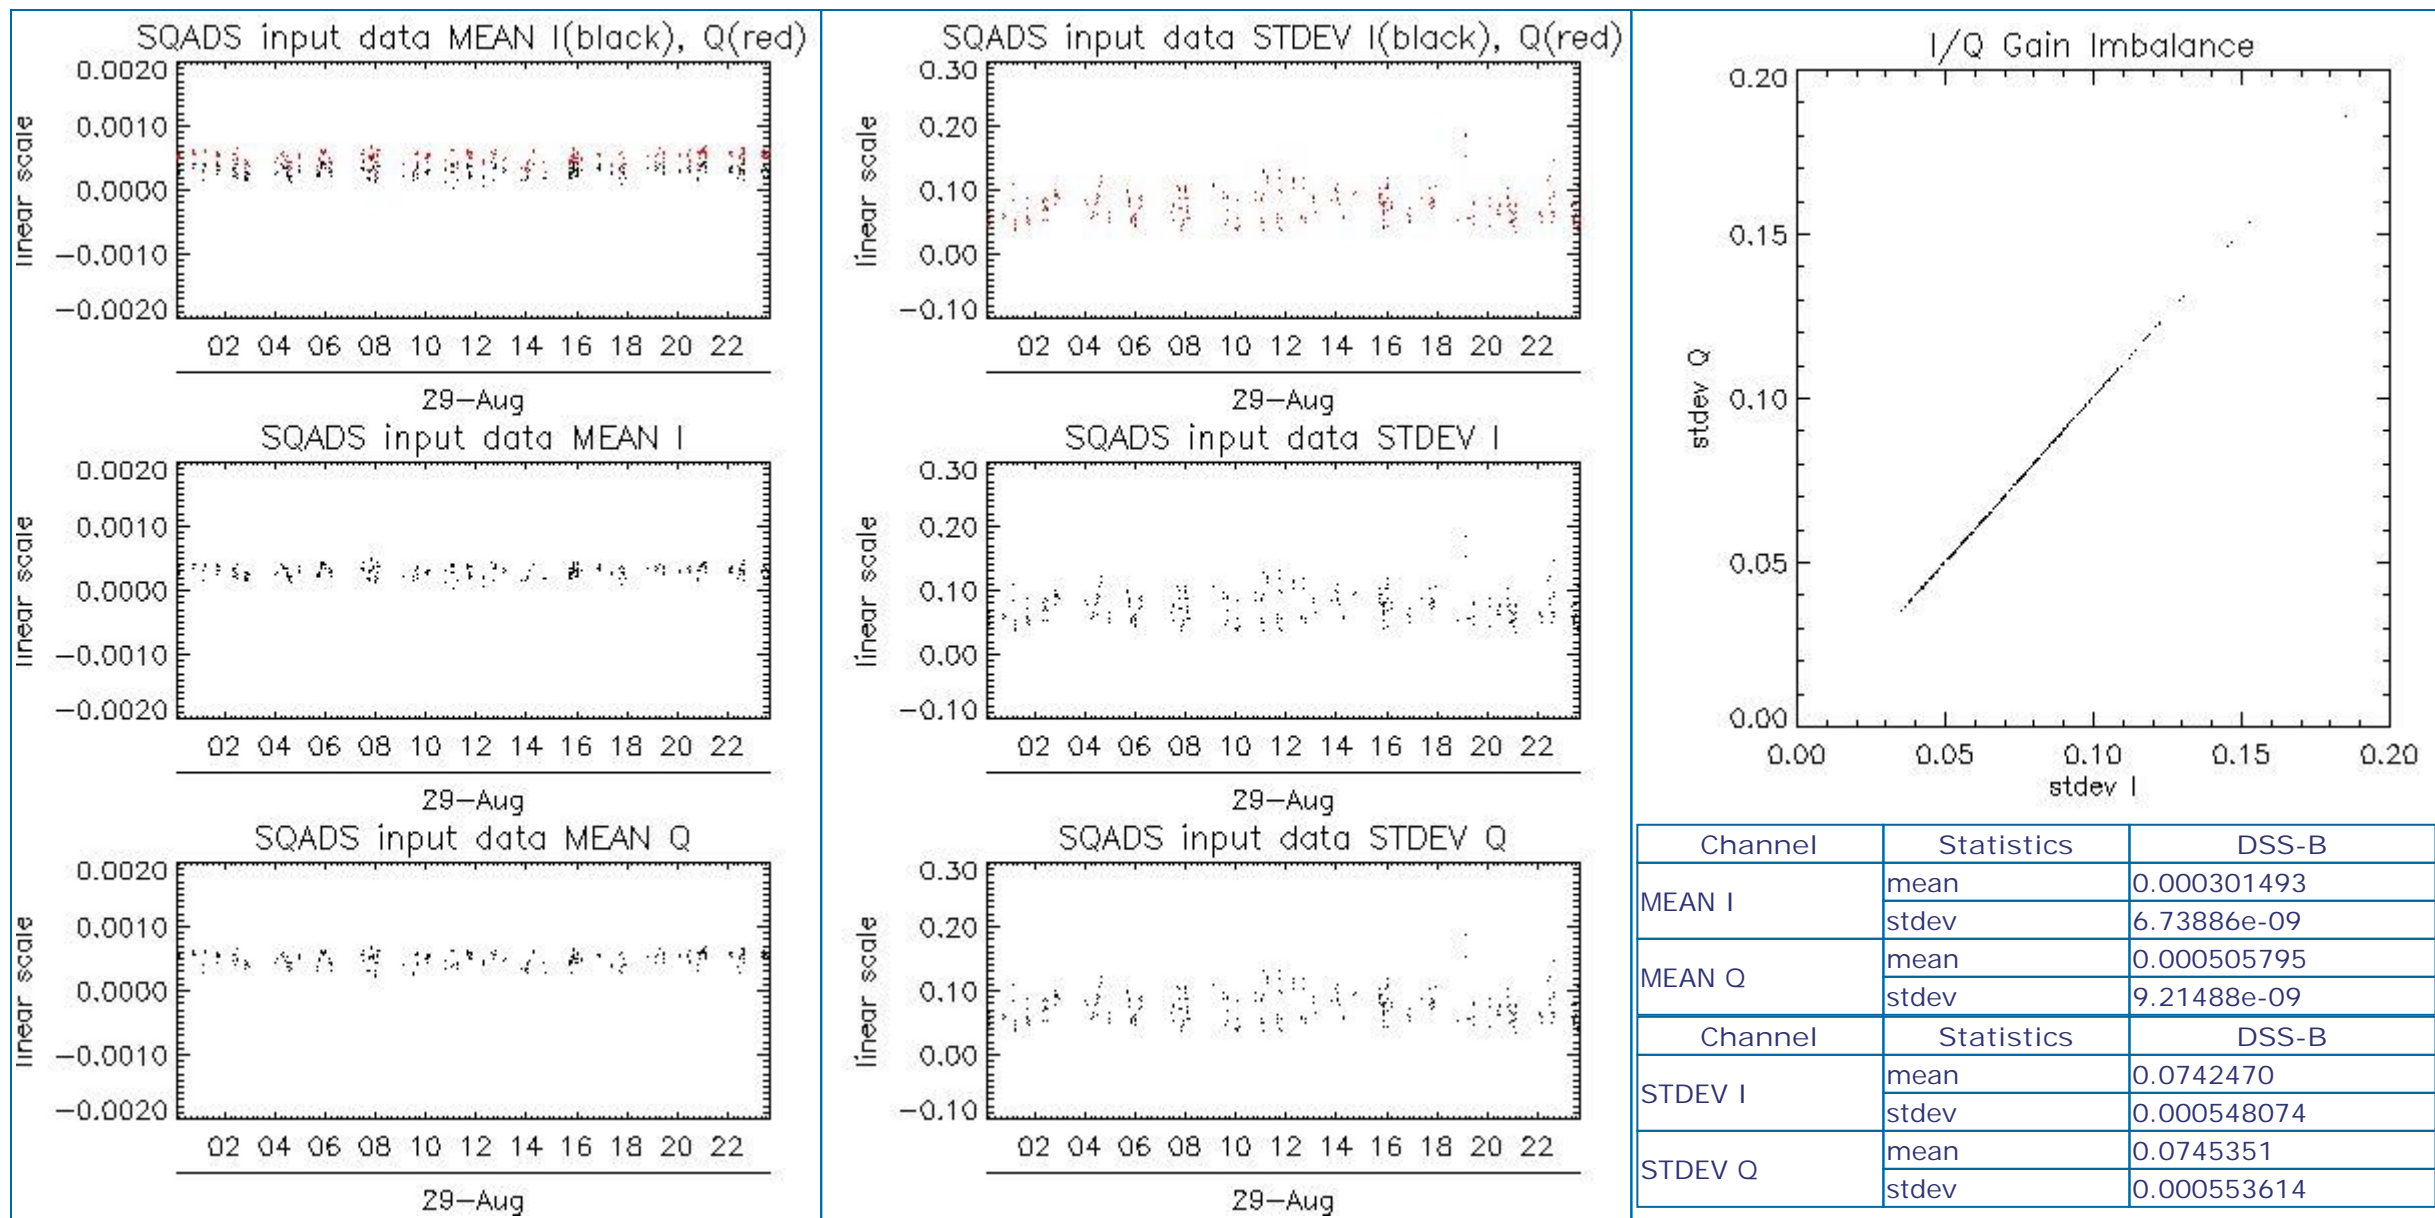 SQADS input data MEAN I(black), Q(red)
0.0020
0.0010
0.0000
−0.0010
−0.0020
linear scale
02 04 06 08 10 12 14 16 18 20 22
29−Aug
SQADS input data MEAN I
0.0020
0.0010
0.0000
−0.0010
−0.0020
linear scale
02 04 06 08 10 12 14 16 18 20 22
29−Aug
SQADS input data MEAN Q
0.0020
0.0010
0.0000
−0.0010
−0.0020
linear scale
02 04 06 08 10 12 14 16 18 20 22
29−Aug
SQADS input data STDEV I(black), Q(red)
0.30
0.20
0.10
0.00
−0.10
linear scale
02 04 06 08 10 12 14 16 18 20 22
29−Aug
SQADS input data STDEV I
0.30
0.20
0.10
0.00
−0.10
linear scale
02 04 06 08 10 12 14 16 18 20 22
29−Aug
SQADS input data STDEV Q
0.30
0.20
0.10
0.00
−0.10
linear scale
02 04 06 08 10 12 14 16 18 20 22
29−Aug
I/Q Gain Imbalance
0.20
0.15
0.10
0.05
0.00
stdev Q
0.00 0.05 0.10 0.15 0.20
stdev I
Channel Statistics DSS-B
MEAN I mean 0.000301493
stdev 6.73886e-09
MEAN Q mean 0.000505795
stdev 9.21488e-09
Channel Statistics DSS-B
STDEV I mean 0.0742470
stdev 0.000548074
STDEV Q mean 0.0745351
stdev 0.000553614